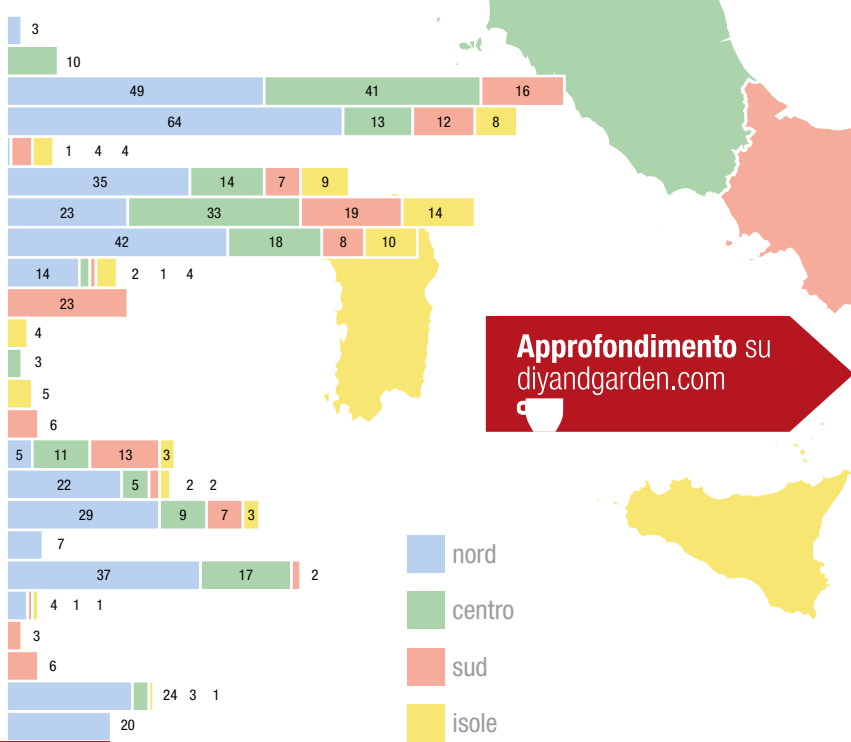 3
10
49 41 16
64 13 12 8
1 4 4
35 14 7 9
23 33 19 14
42 18 8 10
14 2 1 4
23
4
3
5
6
5 11 13 3
22 5 2 2
29 9 7 3
7
37 17 2
4 1 1
3
6
24 3 1
20
Approfondimento su
diyandgarden.com
nord
centro
sud
isole